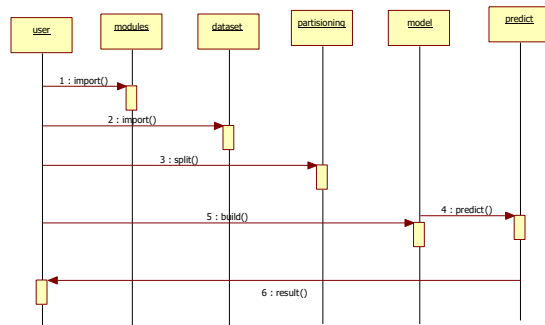 user
modules
dataset
partisioning
model
predict
1 : import()
2 : import()
3 : split()
4 : predict()
5 : build()
6 : result()